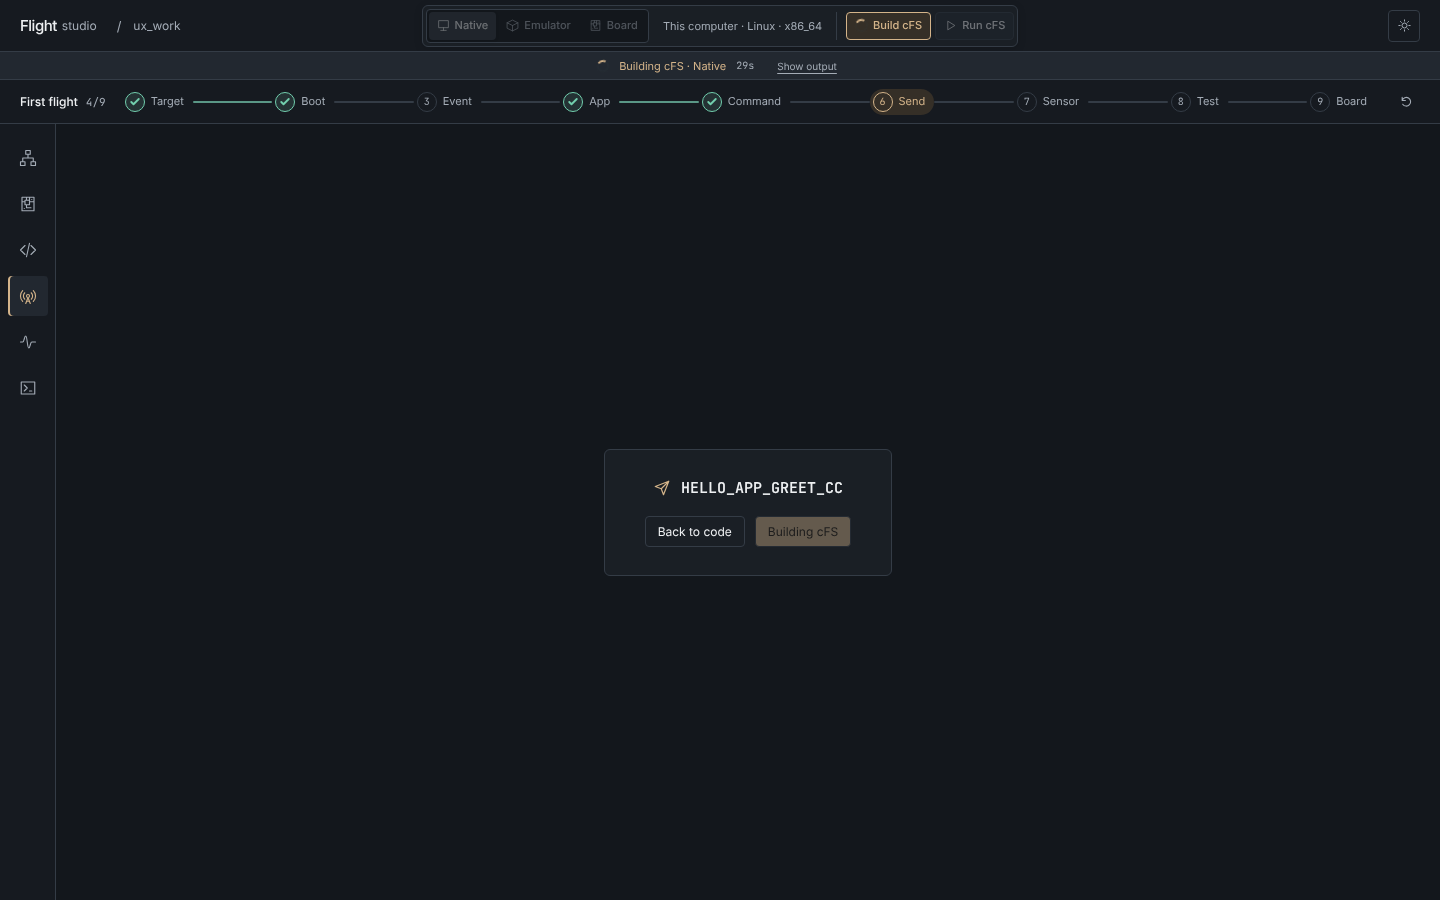 Flight studio / ux_work
Native Emulator Board This computer · Linux · x86_64 Build cFS Run cFS
Building cFS · Native 29s Show output
First flight 4/9 Target Boot 3 Event App Command 6 Send 7 Sensor 8 Test 9 Board
HELLO_APP_GREET_CC
Back to code Building cFS